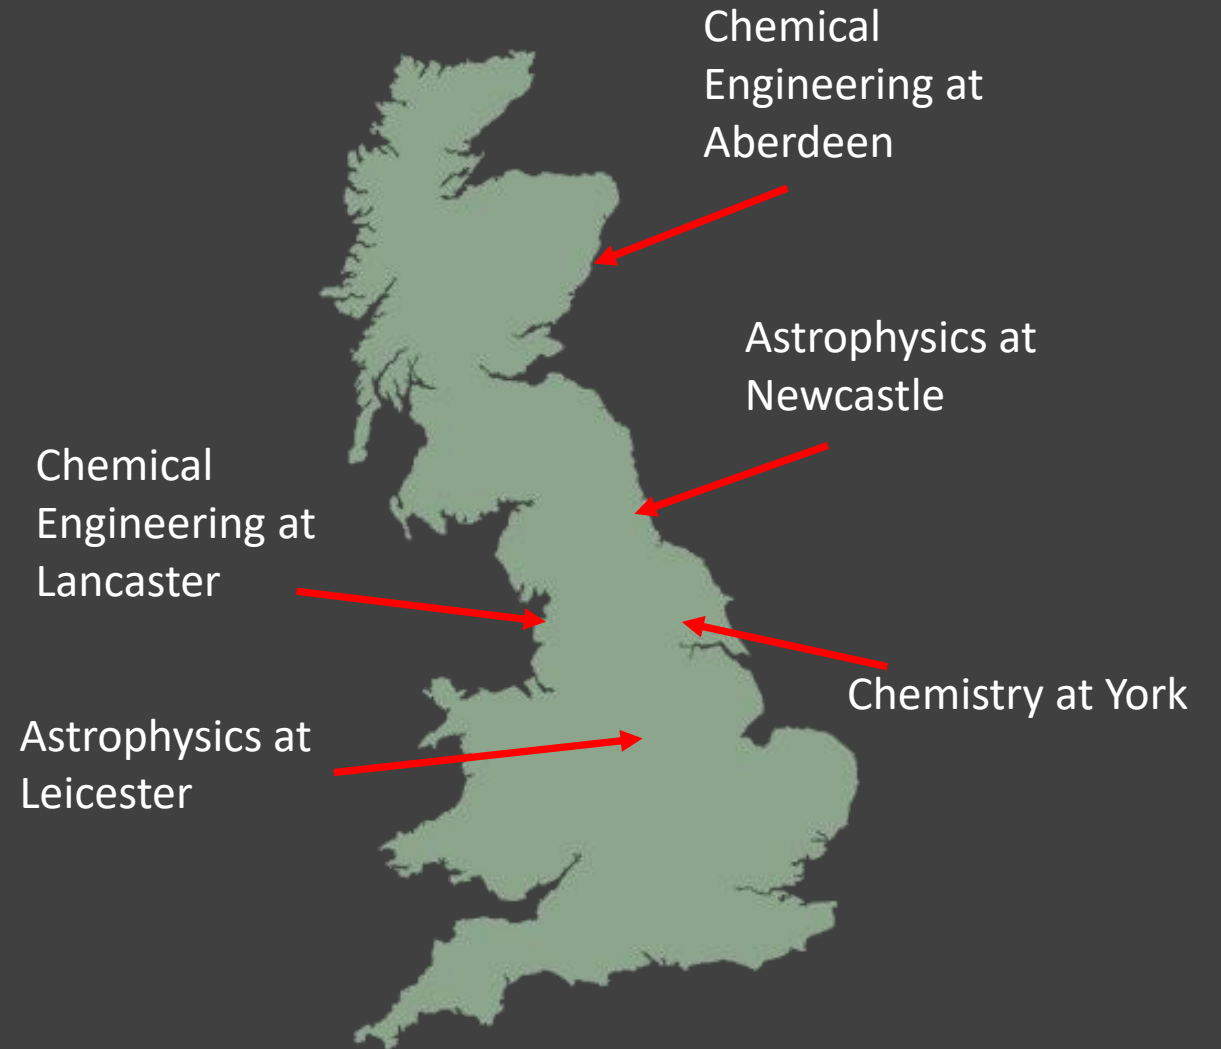 Chemical
Engineering at
Aberdeen
Astrophysics at
Newcastle
Chemical
Engineering at
Lancaster
Chemistry at York
Astrophysics at
Leicester